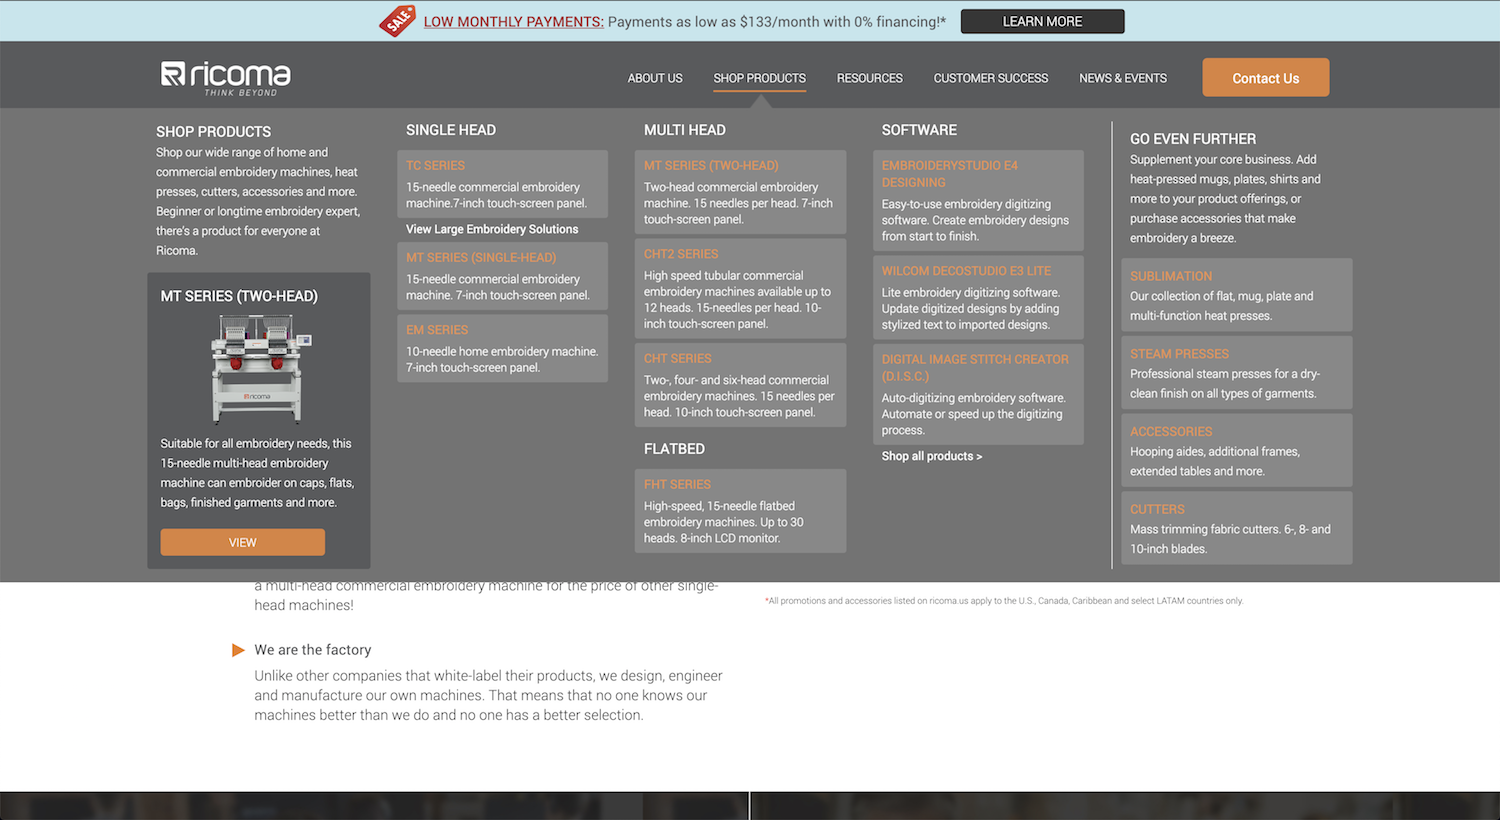 SALE
LOW MONTHLY PAYMENTS: Payments as low as $133/month with 0% financing!*
LEARN MORE
ricoma
THINK BEYOND
ABOUT US
SHOP PRODUCTS
RESOURCES
CUSTOMER SUCCESS
NEWS & EVENTS
Contact Us
SHOP PRODUCTS
Shop our wide range of home and
commercial embroidery machines, heat
presses, cutters, accessories and more.
Beginner or longtime embroidery expert,
there's a product for everyone at
Ricoma.
MT SERIES (TWO-HEAD)
ricoma
Suitable for all embroidery needs, this
15-needle multi-head embroidery
machine can embroider on caps, flats,
bags, finished garments and more.
VIEW
SINGLE HEAD
TC SERIES
15-needle commercial embroidery
machine.7-inch touch-screen panel.
View Large Embroidery Solutions
MT SERIES (SINGLE-HEAD)
15-needle commercial embroidery
machine. 7-inch touch-screen panel.
EM SERIES
10-needle home embroidery machine.
7-inch touch-screen panel.
MULTI HEAD
MT SERIES (TWO-HEAD)
Two-head commercial embroidery
machine. 15 needles per head. 7-inch
touch-screen panel.
CHT2 SERIES
High speed tubular commercial
embroidery machines available up to
12 heads. 15-needles per head. 10-
inch touch-screen panel.
CHT SERIES
Two-, four- and six-head commercial
embroidery machines. 15 needles per
head. 10-inch touch-screen panel.
FLATBED
FHT SERIES
High-speed, 15-needle flatbed
embroidery machines. Up to 30
heads. 8-inch LCD monitor.
SOFTWARE
EMBROIDERYSTUDIO E4
DESIGNING
Easy-to-use embroidery digitizing
software. Create embroidery designs
from start to finish.
WILCOM DECOSTUDIO E3 LITE
Lite embroidery digitizing software.
Update digitized designs by adding
stylized text to imported designs.
DIGITAL IMAGE STITCH CREATOR
(D.I.S.C.)
Auto-digitizing embroidery software.
Automate or speed up the digitizing
process.
Shop all products >
GO EVEN FURTHER
Supplement your core business. Add
heat-pressed mugs, plates, shirts and
more to your product offerings, or
purchase accessories that make
embroidery a breeze.
SUBLIMATION
Our collection of flat, mug, plate and
multi-function heat presses.
STEAM PRESSES
Professional steam presses for a dry-
clean finish on all types of garments.
ACCESSORIES
Hooping aides, additional frames,
extended tables and more.
CUTTERS
Mass trimming fabric cutters. 6-, 8- and
10-inch blades.
a multi-head commercial embroidery machine for the price of other single-
head machines!
We are the factory
Unlike other companies that white-label their products, we design, engineer
and manufacture our own machines. That means that no one knows our
machines better than we do and no one has a better selection.
*All promotions and accessories listed on ricoma.us apply to the U.S., Canada, Caribbean and select LATAM countries only.